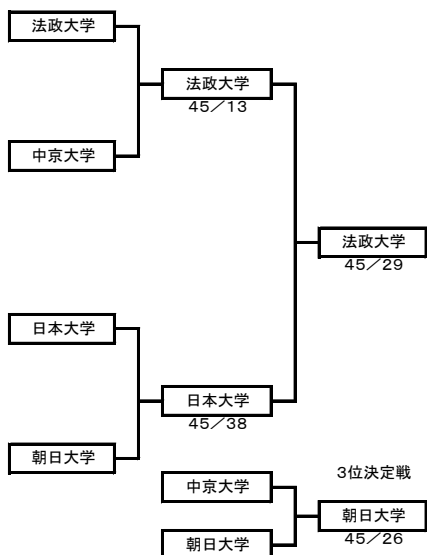 法政大学
法政大学
45／13
中京大学
法政大学
45／29
日本大学
日本大学
45／38
朝日大学
3位決定戦
中京大学
朝日大学
45／26
朝日大学